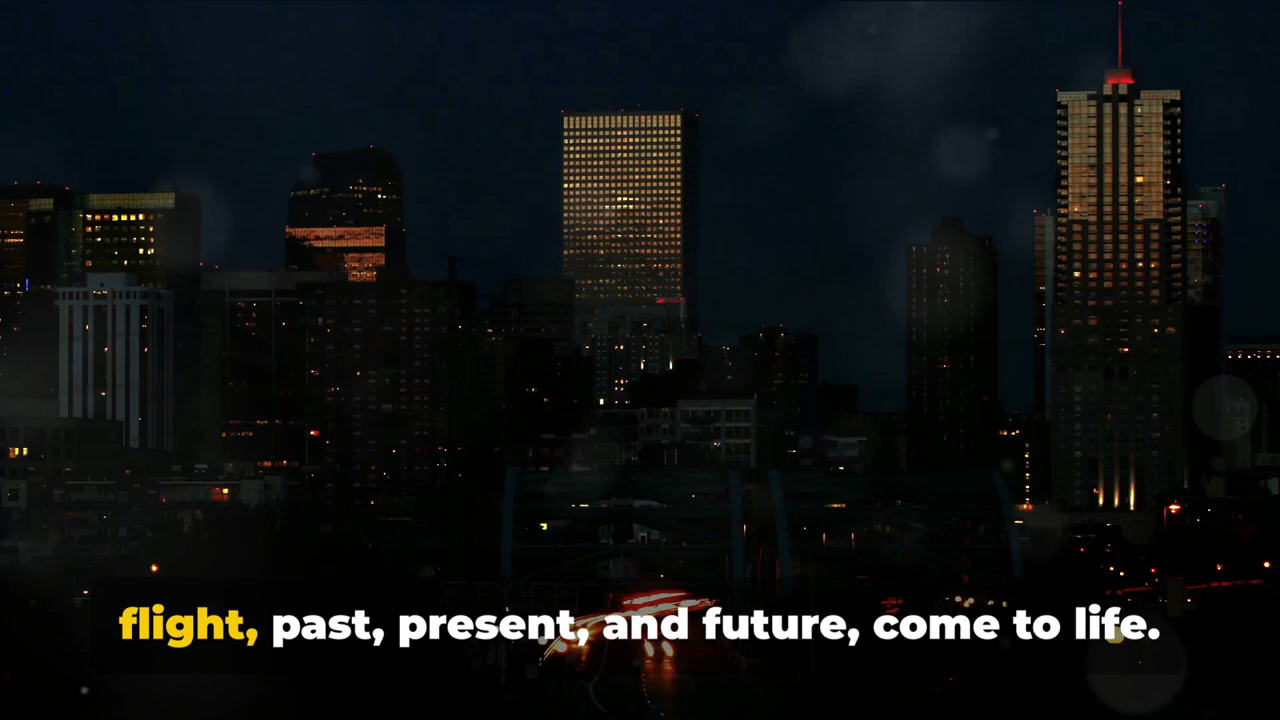 flight, past, present, and future, come to life.